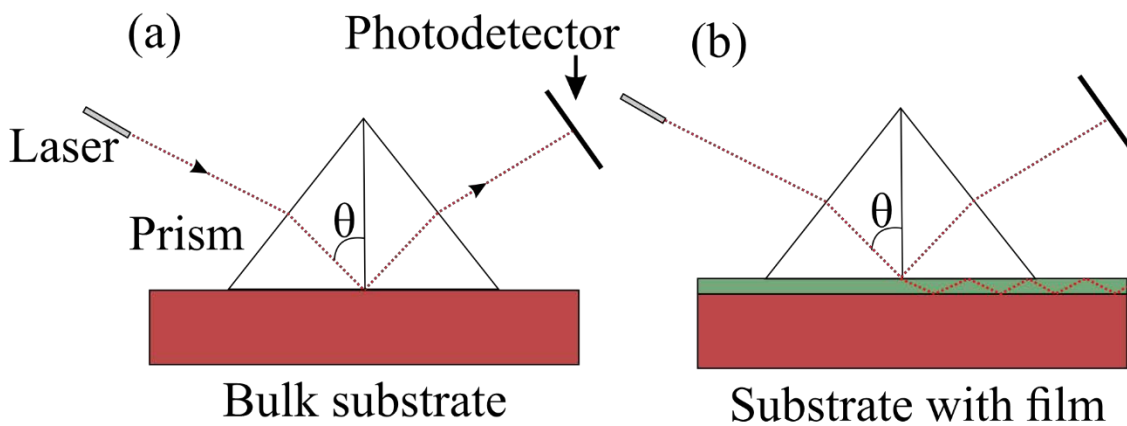 (a)
Photodetector
(b)
Laser
θ
θ
Prism
Bulk substrate
Substrate with film